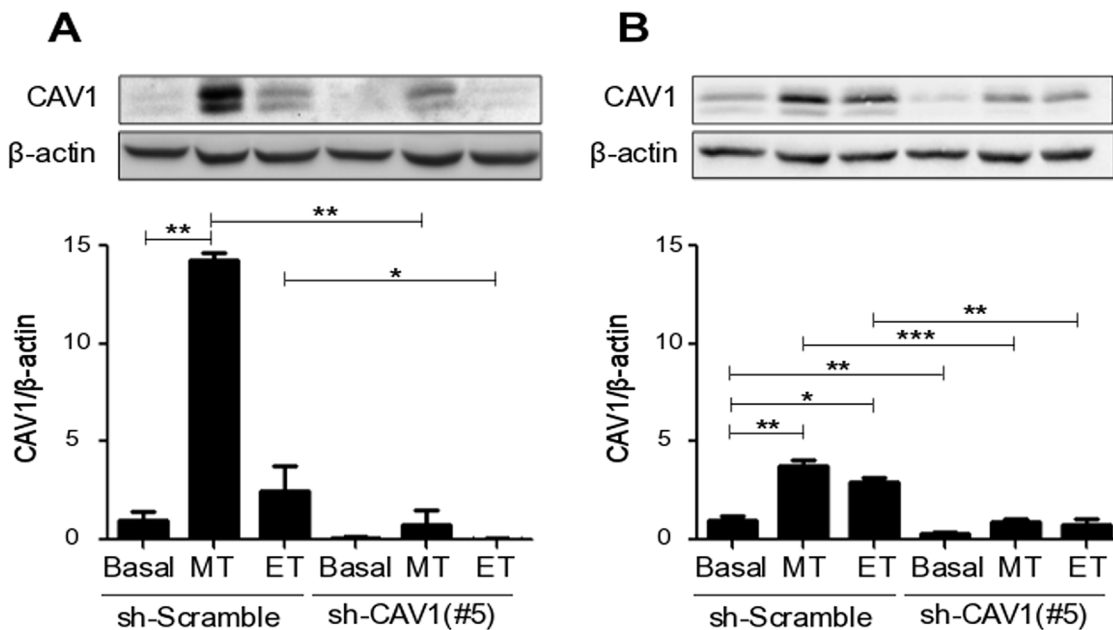 A
CAV1
β-actin
**
**
*
15
10
5
0
CAV1/β-actin
Basal MT ET Basal MT ET
sh-Scramble sh-CAV1(#5)
B
CAV1
β-actin
**
***
**
*
**
15
10
5
0
CAV1/β-actin
Basal MT ET Basal MT ET
sh-Scramble sh-CAV1(#5)